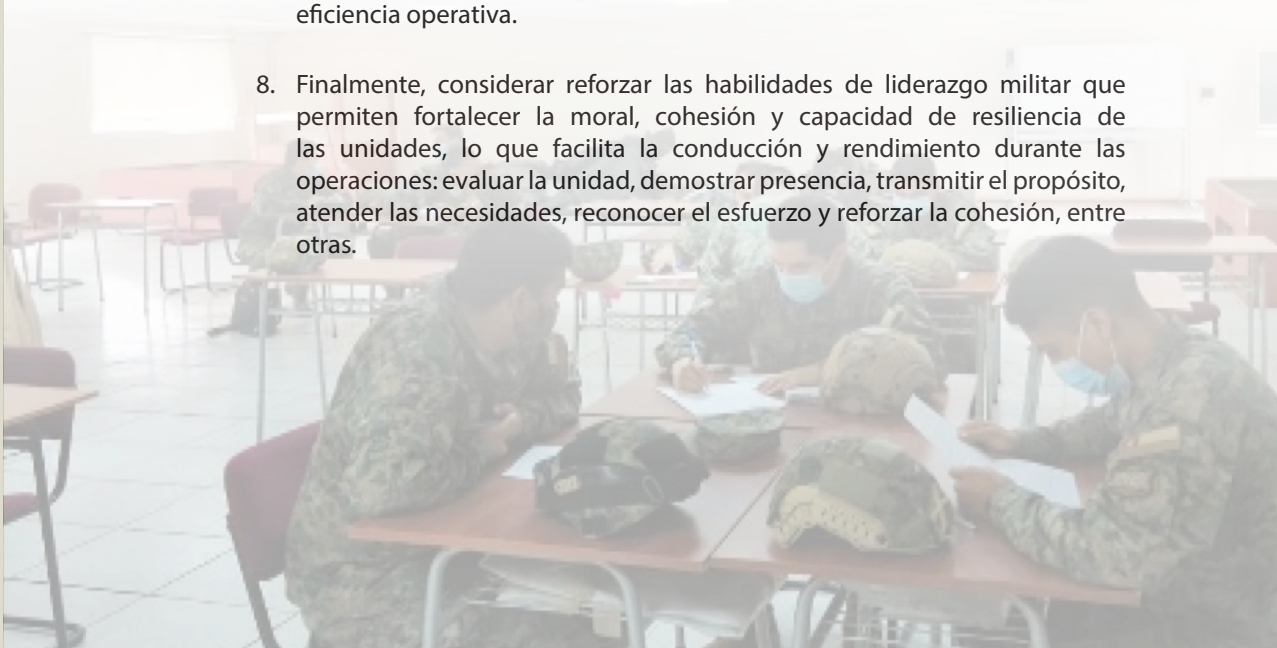 eficiencia operativa.
8. Finalmente, considerar reforzar las habilidades de liderazgo militar que
permiten fortalecer la moral, cohesión y capacidad de resiliencia de
las unidades, lo que facilita la conducción y rendimiento durante las
operaciones: evaluar la unidad, demostrar presencia, transmitir el propósito,
atender las necesidades, reconocer el esfuerzo y reforzar la cohesión, entre
otras.